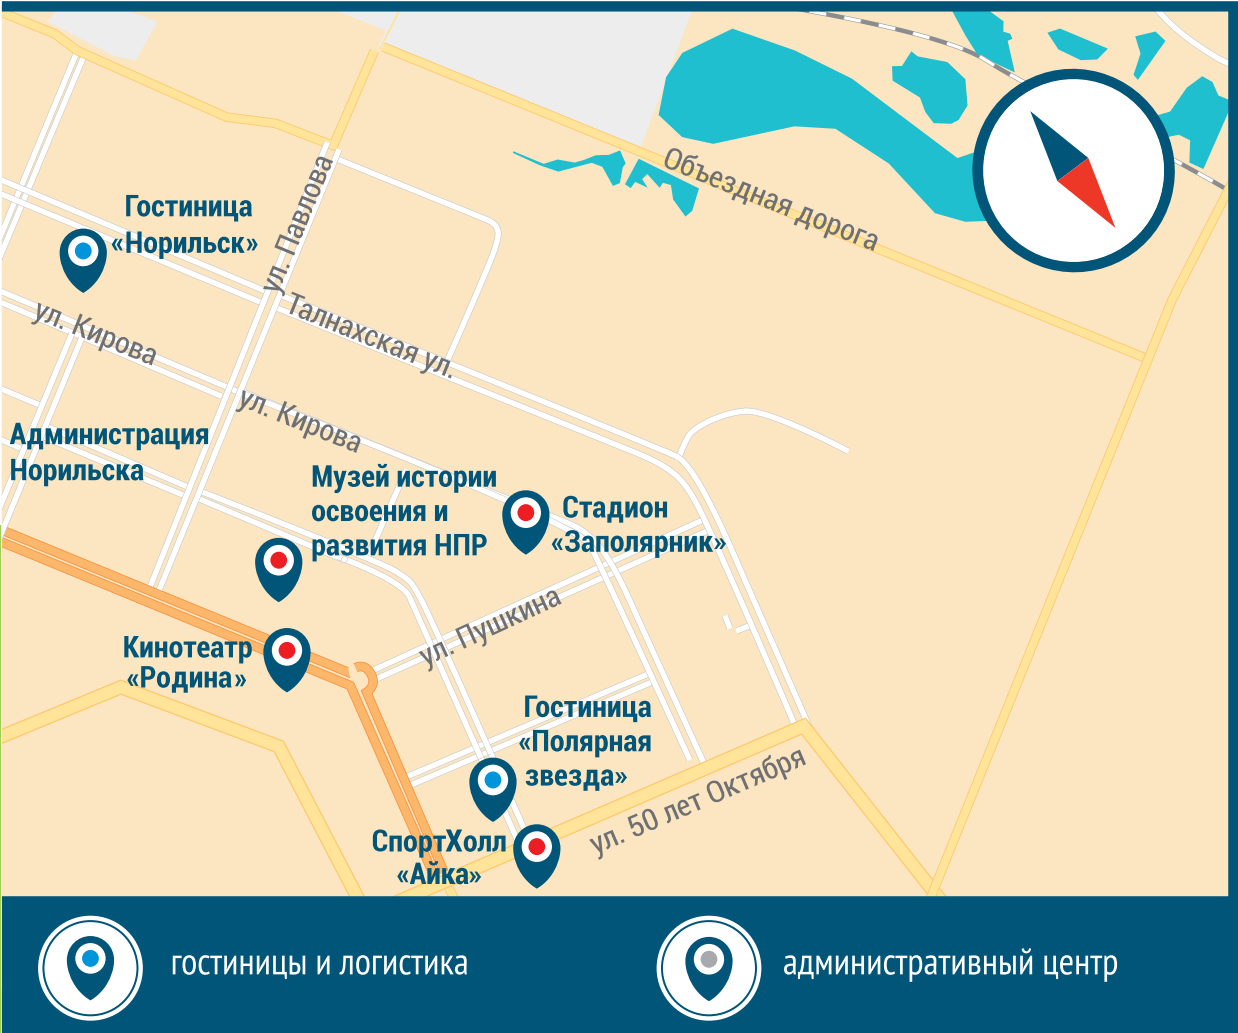 Объездная дорога
ул. Павлова
Гостиница
«Норильск»
Талнахская ул.
ул. Кирова
ул. Кирова
Администрация
Норильска
Музей истории
освоения и
развития НПР
Стадион
«Заполярник»
ул. Пушкина
Кинотеатр
«Родина»
Гостиница
«Полярная
звезда»
ул. 50 лет Октября
СпортХолл
«Айка»
гостиницы и логистика
административный центр